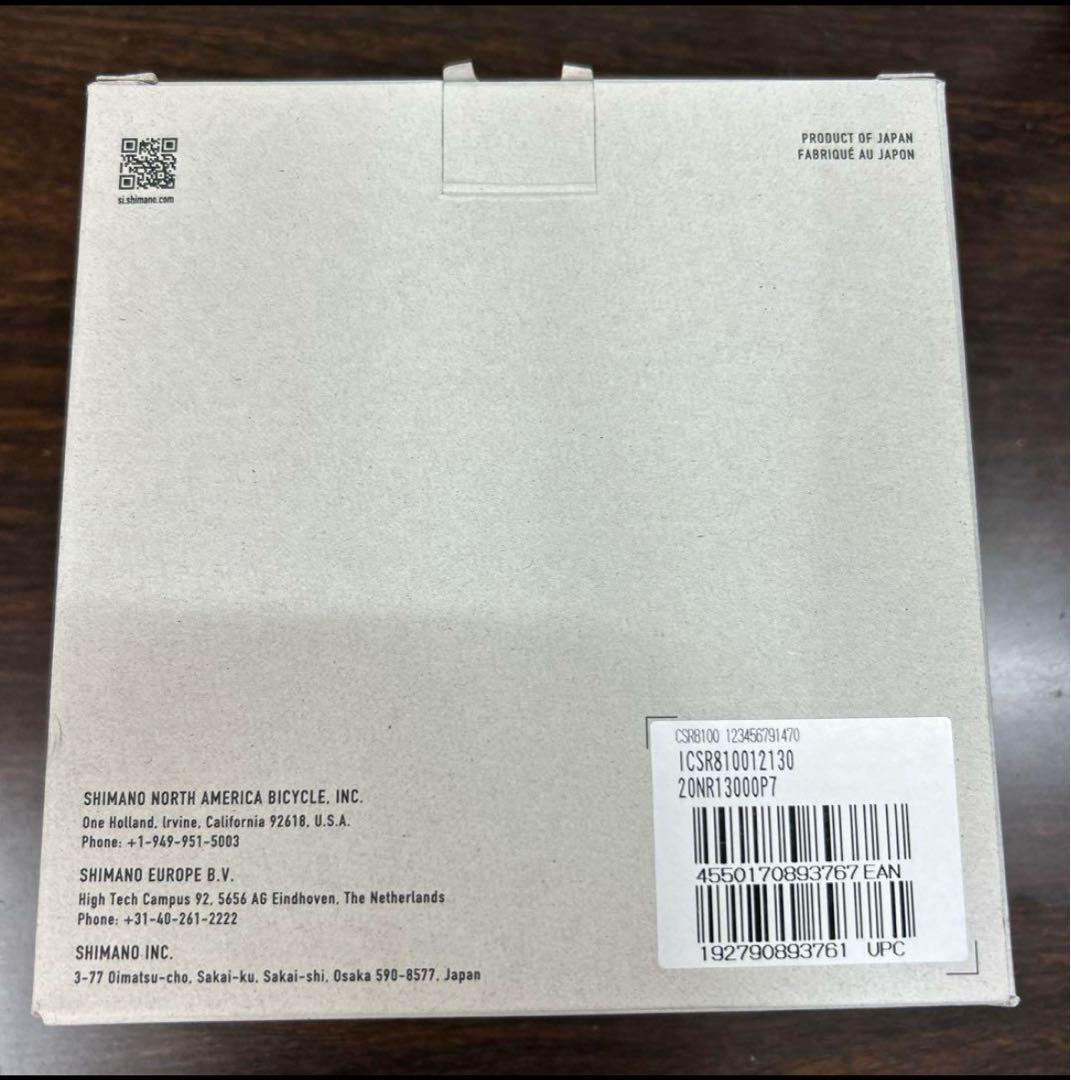 si.shimano.com
PRODUCT OF JAPAN
FABRIQUÉ AU JAPON
SHIMANO NORTH AMERICA BICYCLE, INC.
One Holland, Irvine, California 92618, U.S.A.
Phone: +1-949-951-5003
SHIMANO EUROPE B.V.
High Tech Campus 92, 5656 AG Eindhoven, The Netherlands
Phone: +31-40-261-2222
SHIMANO INC.
3-77 Oimatsu-cho, Sakai-ku, Sakai-shi, Osaka 590-8577, Japan
CSR8100 123456791470
ICSR810012130
20NR13000P7
4550170893767 EAN
192790893761 UPC